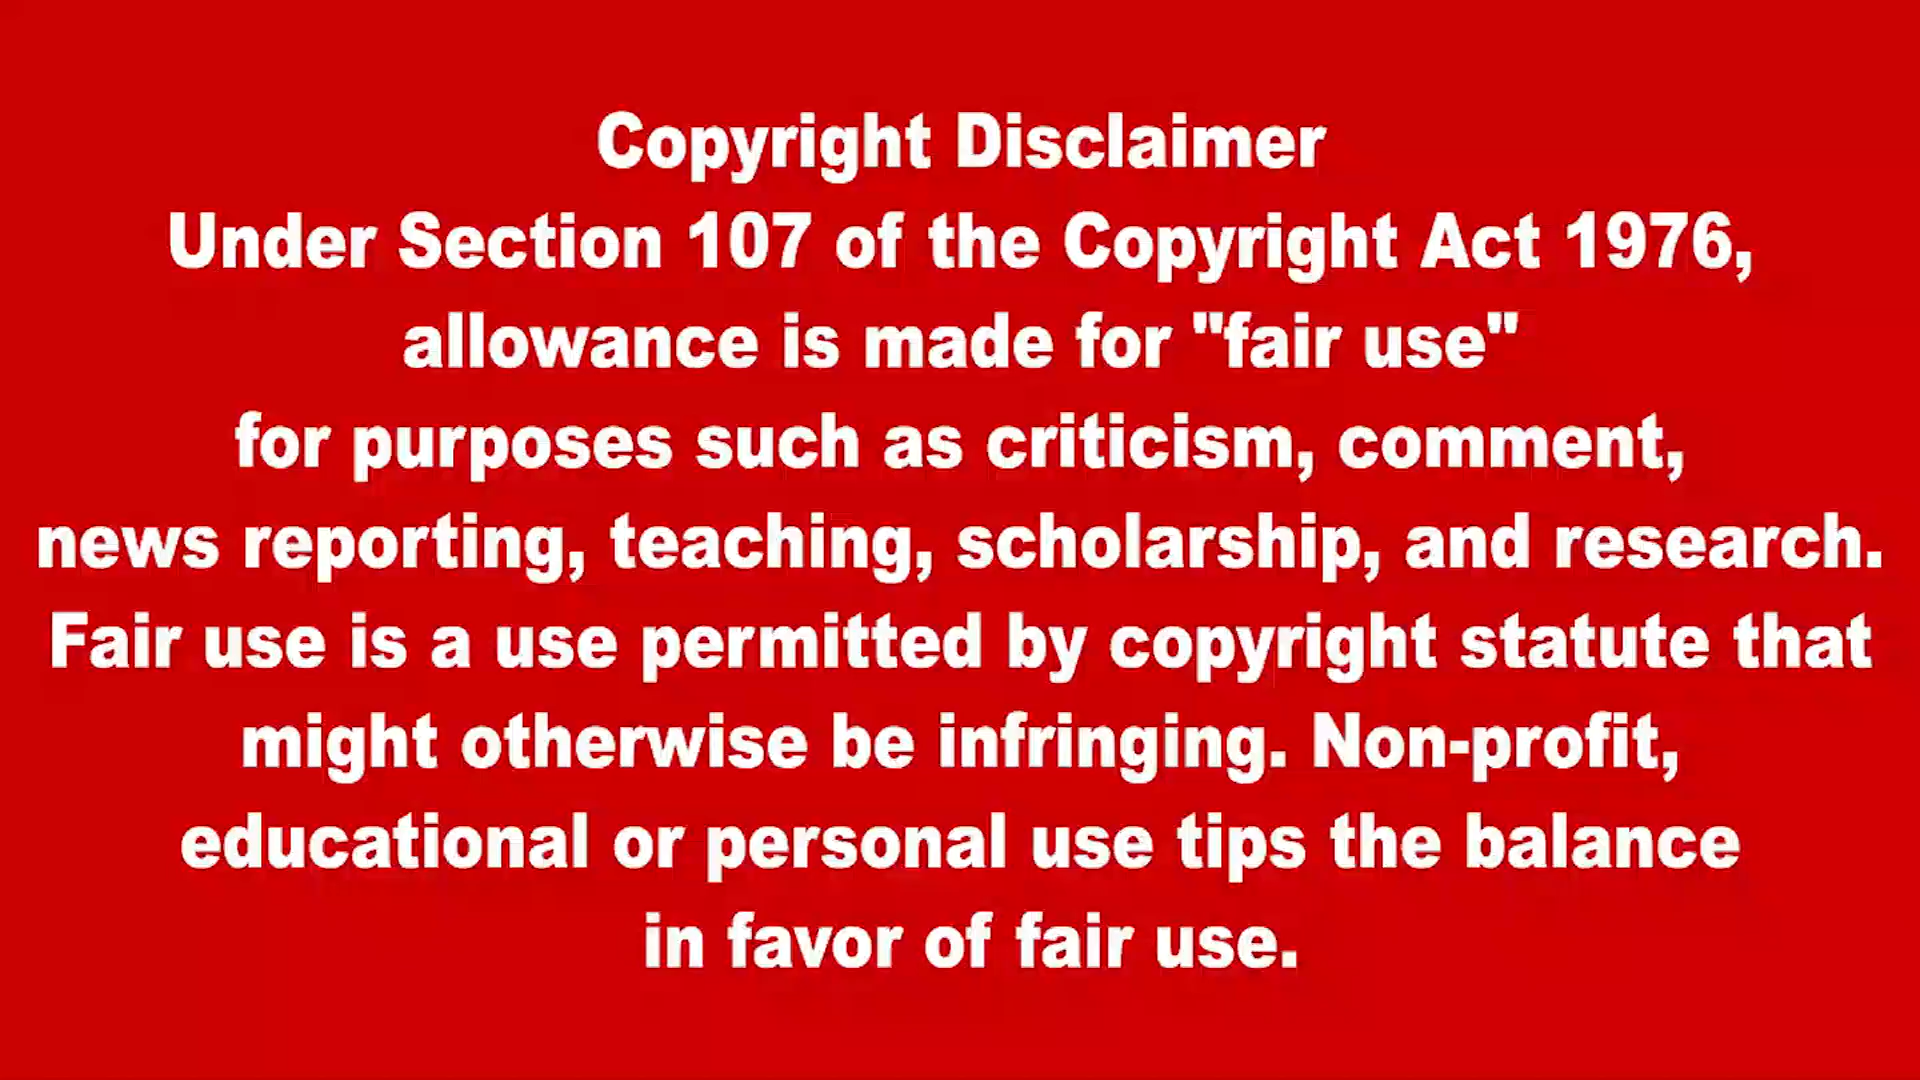 Copyright Disclaimer
Under Section 107 of the Copyright Act 1976,
allowance is made for "fair use"
for purposes such as criticism, comment,
news reporting, teaching, scholarship, and research.
Fair use is a use permitted by copyright statute that
might otherwise be infringing. Non-profit,
educational or personal use tips the balance
in favor of fair use.